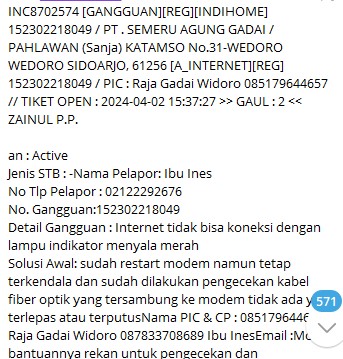 INC8702574 [GANGGUAN][REG][INDIHOME]
152302218049 / PT . SEMERU AGUNG GADAI /
PAHLAWAN (Sanja) KATAMSO No.31-WEDORO
WEDORO SIDOARJO, 61256 [A_INTERNET][REG]
152302218049 / PIC : Raja Gadai Widoro 085179644657
// TIKET OPEN : 2024-04-02 15:37:27 >> GAUL : 2 <<
ZAINUL P.P.
an : Active
Jenis STB : -Nama Pelapor: Ibu Ines
No Tlp Pelapor : 02122292676
No. Gangguan:152302218049
Detail Gangguan : Internet tidak bisa koneksi dengan
lampu indikator menyala merah
Solusi Awal: sudah restart modem namun tetap
terkendala dan sudah dilakukan pengecekan kabel
fiber optik yang tersambung ke modem tidak ada
571
terlepas atau terputusNama PIC & CP : 085179646
Raja Gadai Widoro 087833708689 Ibu InesEmail :
bantuannya rekan untuk pengecekan dan